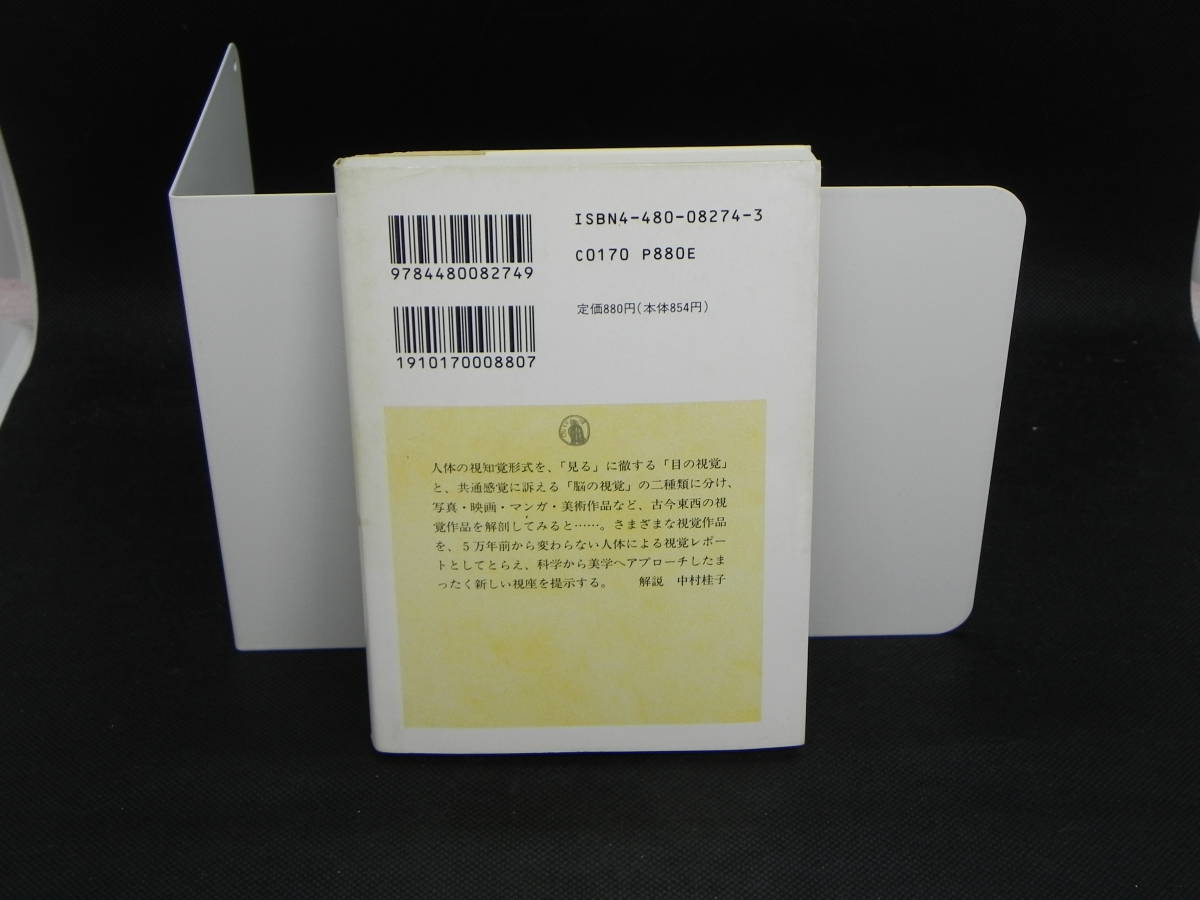 ISBN4-480-08274-3
9784480082749
C0170 P880E
定価880円(本体854円)
1910170008807
人体の視知覚形式を、「見る」に徹する「目の視覚」
と、共通感覚に訴える「脳の視覚」の二種類に分け、
写真・映画・マンガ・美術作品など、古今東西の視
覚作品を解剖してみると……。さまざまな視覚作品
を、5万年前から変わらない人体による視覚レポー
トとしてとらえ、科学から美学へアプローチしたま
ったく新しい視座を提示する。 解説 中村桂子